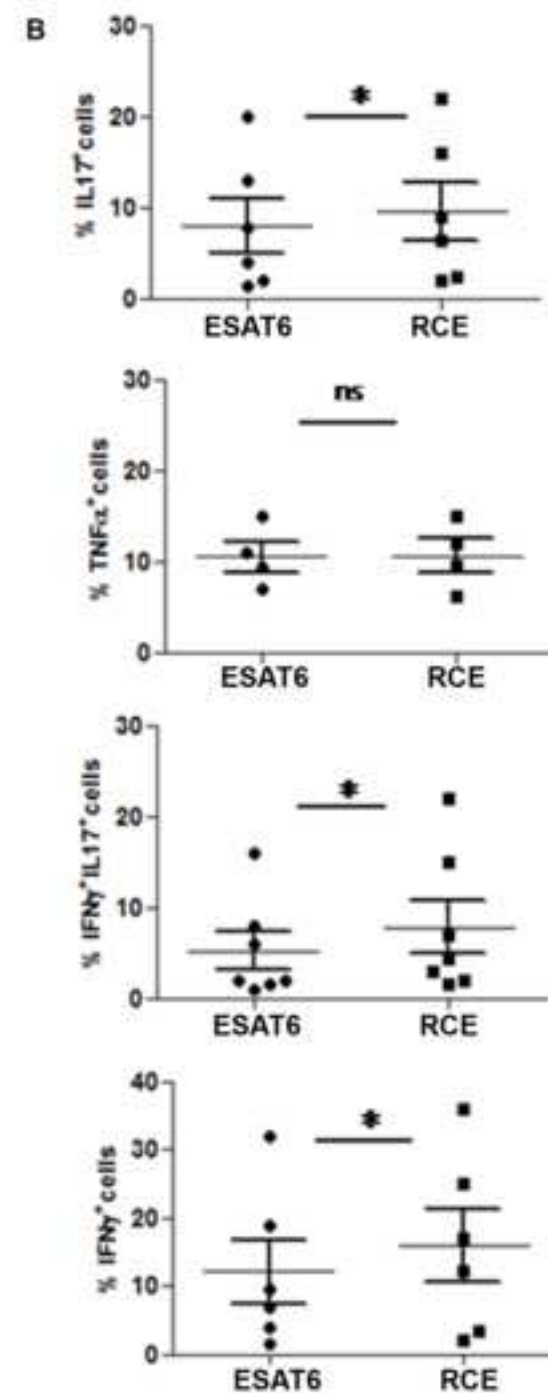 B
% IL17⁺cells
30
20
10
0
*
ESAT6 RCE
% TNFα⁺cells
30
20
10
0
ns
ESAT6 RCE
% IFNγ⁺IL17⁺cells
30
20
10
0
*
ESAT6 RCE
% IFNγ⁺cells
40
30
20
10
0
*
ESAT6 RCE